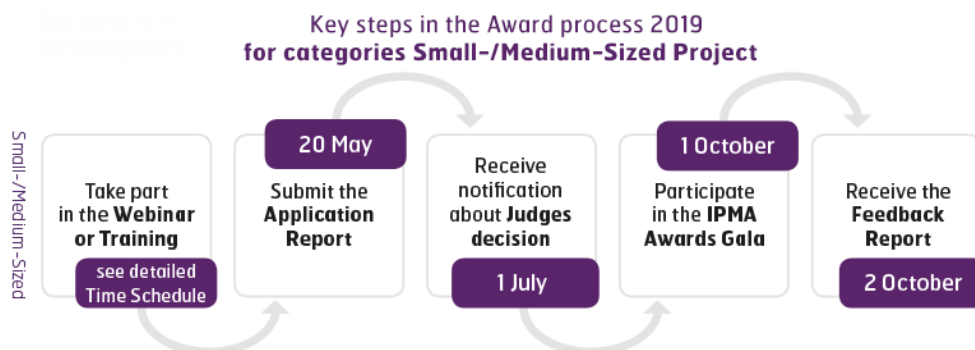 Key steps in the Award process 2019
for categories Small-/Medium-Sized Project
Small-/Medium-Sized
Take part
in the Webinar
or Training
see detailed
Time Schedule
20 May
Submit the
Application
Report
Receive
notification
about Judges
decision
1 July
1 October
Participate
in the IPMA
Awards Gala
Receive the
Feedback
Report
2 October